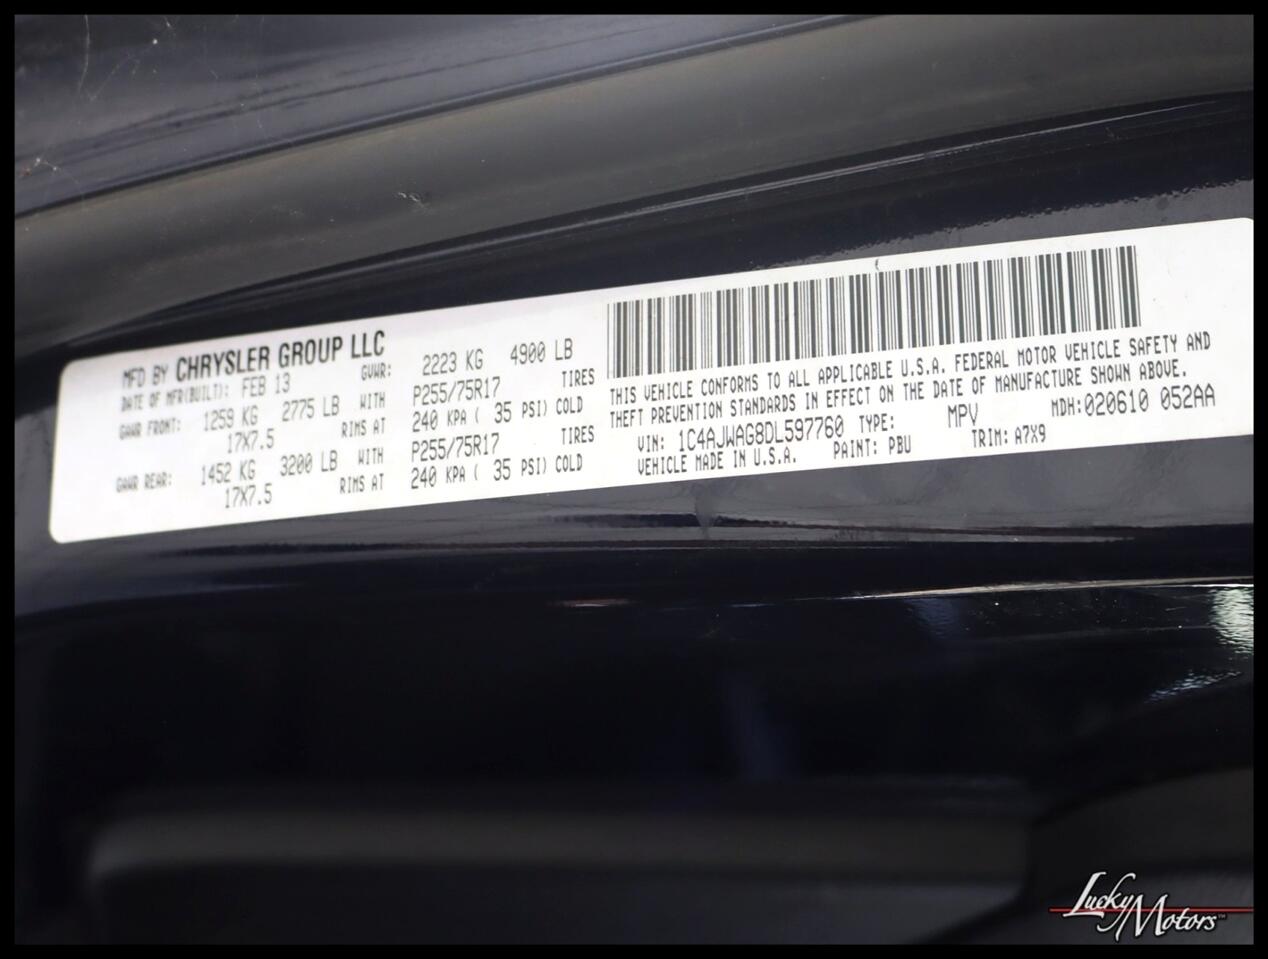 MFD BY CHRYSLER GROUP LLC
DATE OF MFR(BUILT): FEB 13 GVWR: 2223 KG 4900 LB
GAWR FRONT: 1259 KG 2775 LB WITH P255/75R17 TIRES
17X7.5 RIMS AT 240 KPA ( 35 PSI) COLD
GAWR REAR: 1452 KG 3200 LB WITH P255/75R17 TIRES
17X7.5 RIMS AT 240 KPA ( 35 PSI) COLD
THIS VEHICLE CONFORMS TO ALL APPLICABLE U.S.A. FEDERAL MOTOR VEHICLE SAFETY AND
THEFT PREVENTION STANDARDS IN EFFECT ON THE DATE OF MANUFACTURE SHOWN ABOVE.
VIN: 1C4AJWAG8DL597760 TYPE: MPV MDH:020610 052AA
VEHICLE MADE IN U.S.A. PAINT: PBU TRIM: A7X9
Lucky Motors™